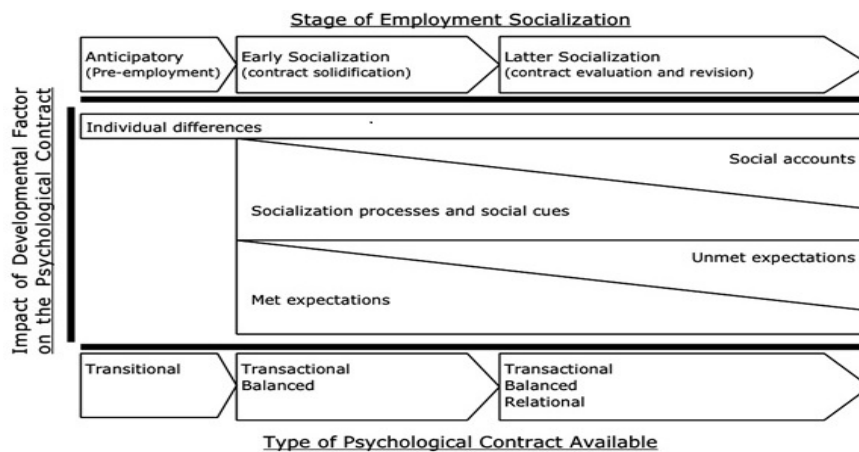 Stage of Employment Socialization
Anticipatory
(Pre-employment)
Early Socialization
(contract solidification)
Latter Socialization
(contract evaluation and revision)
Impact of Developmental Factor
on the Psychological Contract
Individual differences
Social accounts
Socialization processes and social cues
Unmet expectations
Met expectations
Transitional
Transactional
Balanced
Transactional
Balanced
Relational
Type of Psychological Contract Available